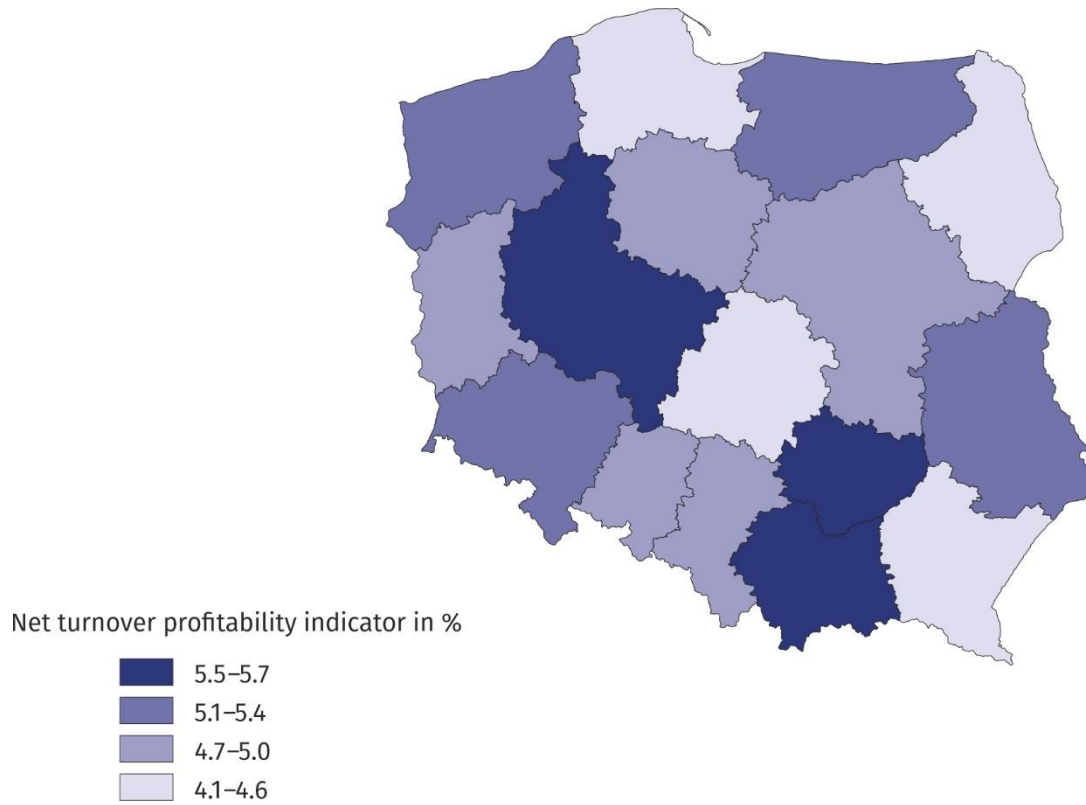 Net turnover profitability indicator in %
5.5–5.7
5.1–5.4
4.7–5.0
4.1–4.6